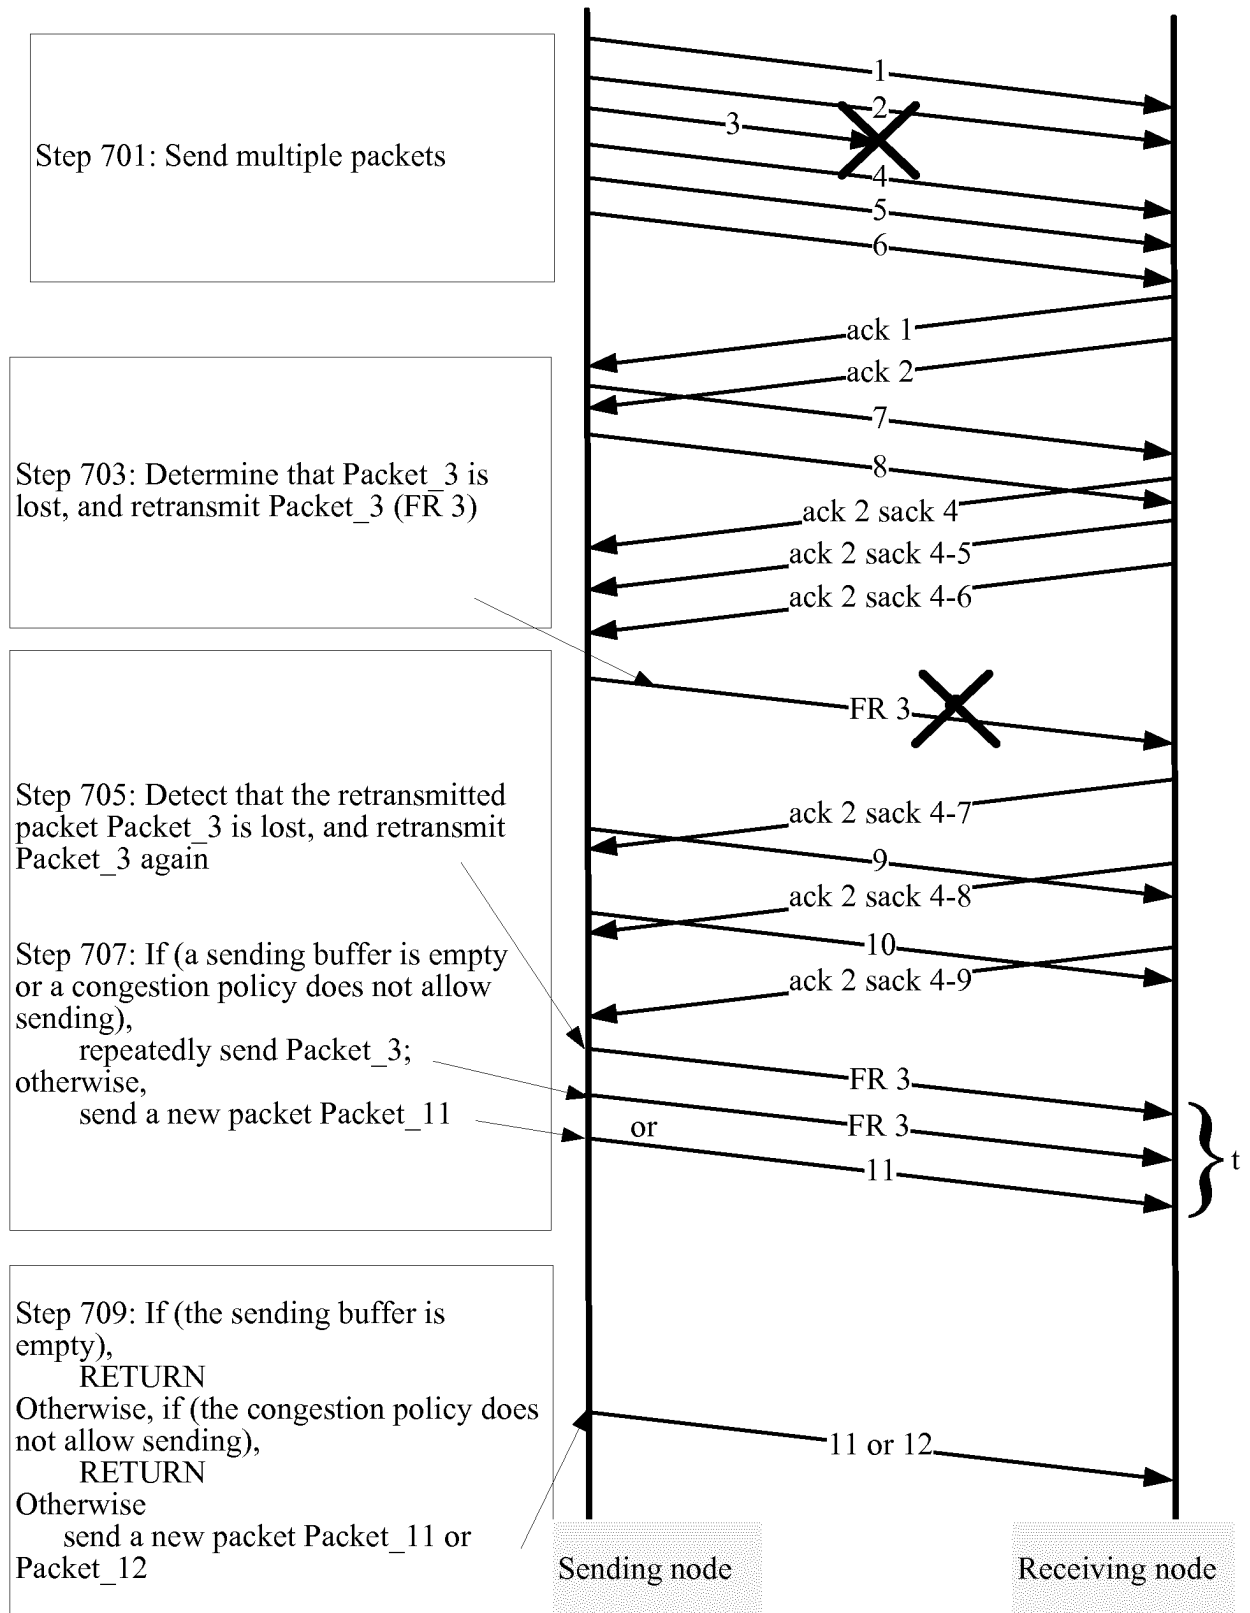 Step 701: Send multiple packets
1
2
3
4
5
6
ack 1
ack 2
7
8
Step 703: Determine that Packet_3 is
lost, and retransmit Packet_3 (FR 3)
ack 2 sack 4
ack 2 sack 4-5
ack 2 sack 4-6
FR 3
Step 705: Detect that the retransmitted
packet Packet_3 is lost, and retransmit
Packet_3 again
ack 2 sack 4-7
9
ack 2 sack 4-8
10
ack 2 sack 4-9
Step 707: If (a sending buffer is empty
or a congestion policy does not allow
sending),
repeatedly send Packet_3;
otherwise,
send a new packet Packet_11
FR 3
FR 3
or
11
t
Step 709: If (the sending buffer is
empty),
RETURN
Otherwise, if (the congestion policy does
not allow sending),
RETURN
Otherwise
send a new packet Packet_11 or
Packet_12
11 or 12
Sending node
Receiving node